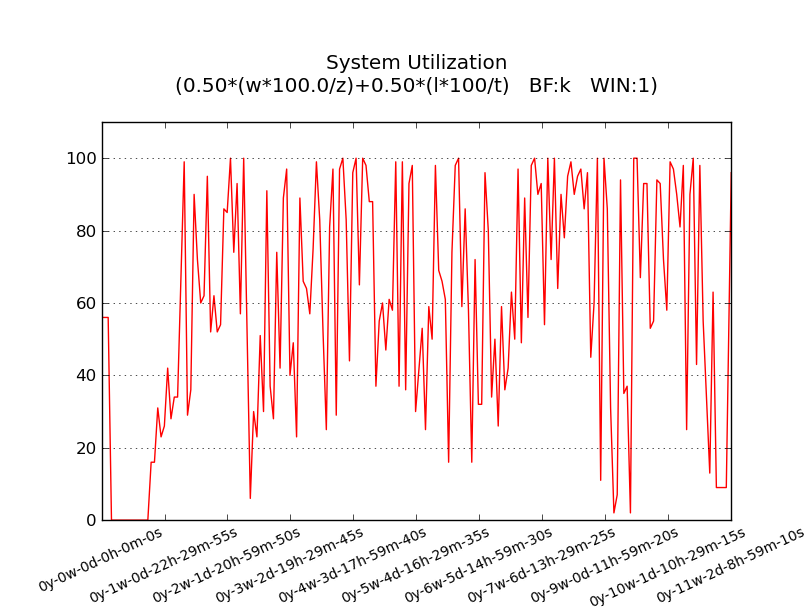 System Utilization
(0.50*(w*100.0/z)+0.50*(l*100/t)   BF:k   WIN:1)
100
80
60
40
20
0
0y-0w-0d-0h-0m-0s
0y-1w-0d-22h-29m-55s
0y-2w-1d-20h-59m-50s
0y-3w-2d-19h-29m-45s
0y-4w-3d-17h-59m-40s
0y-5w-4d-16h-29m-35s
0y-6w-5d-14h-59m-30s
0y-7w-6d-13h-29m-25s
0y-9w-0d-11h-59m-20s
0y-10w-1d-10h-29m-15s
0y-11w-2d-8h-59m-10s